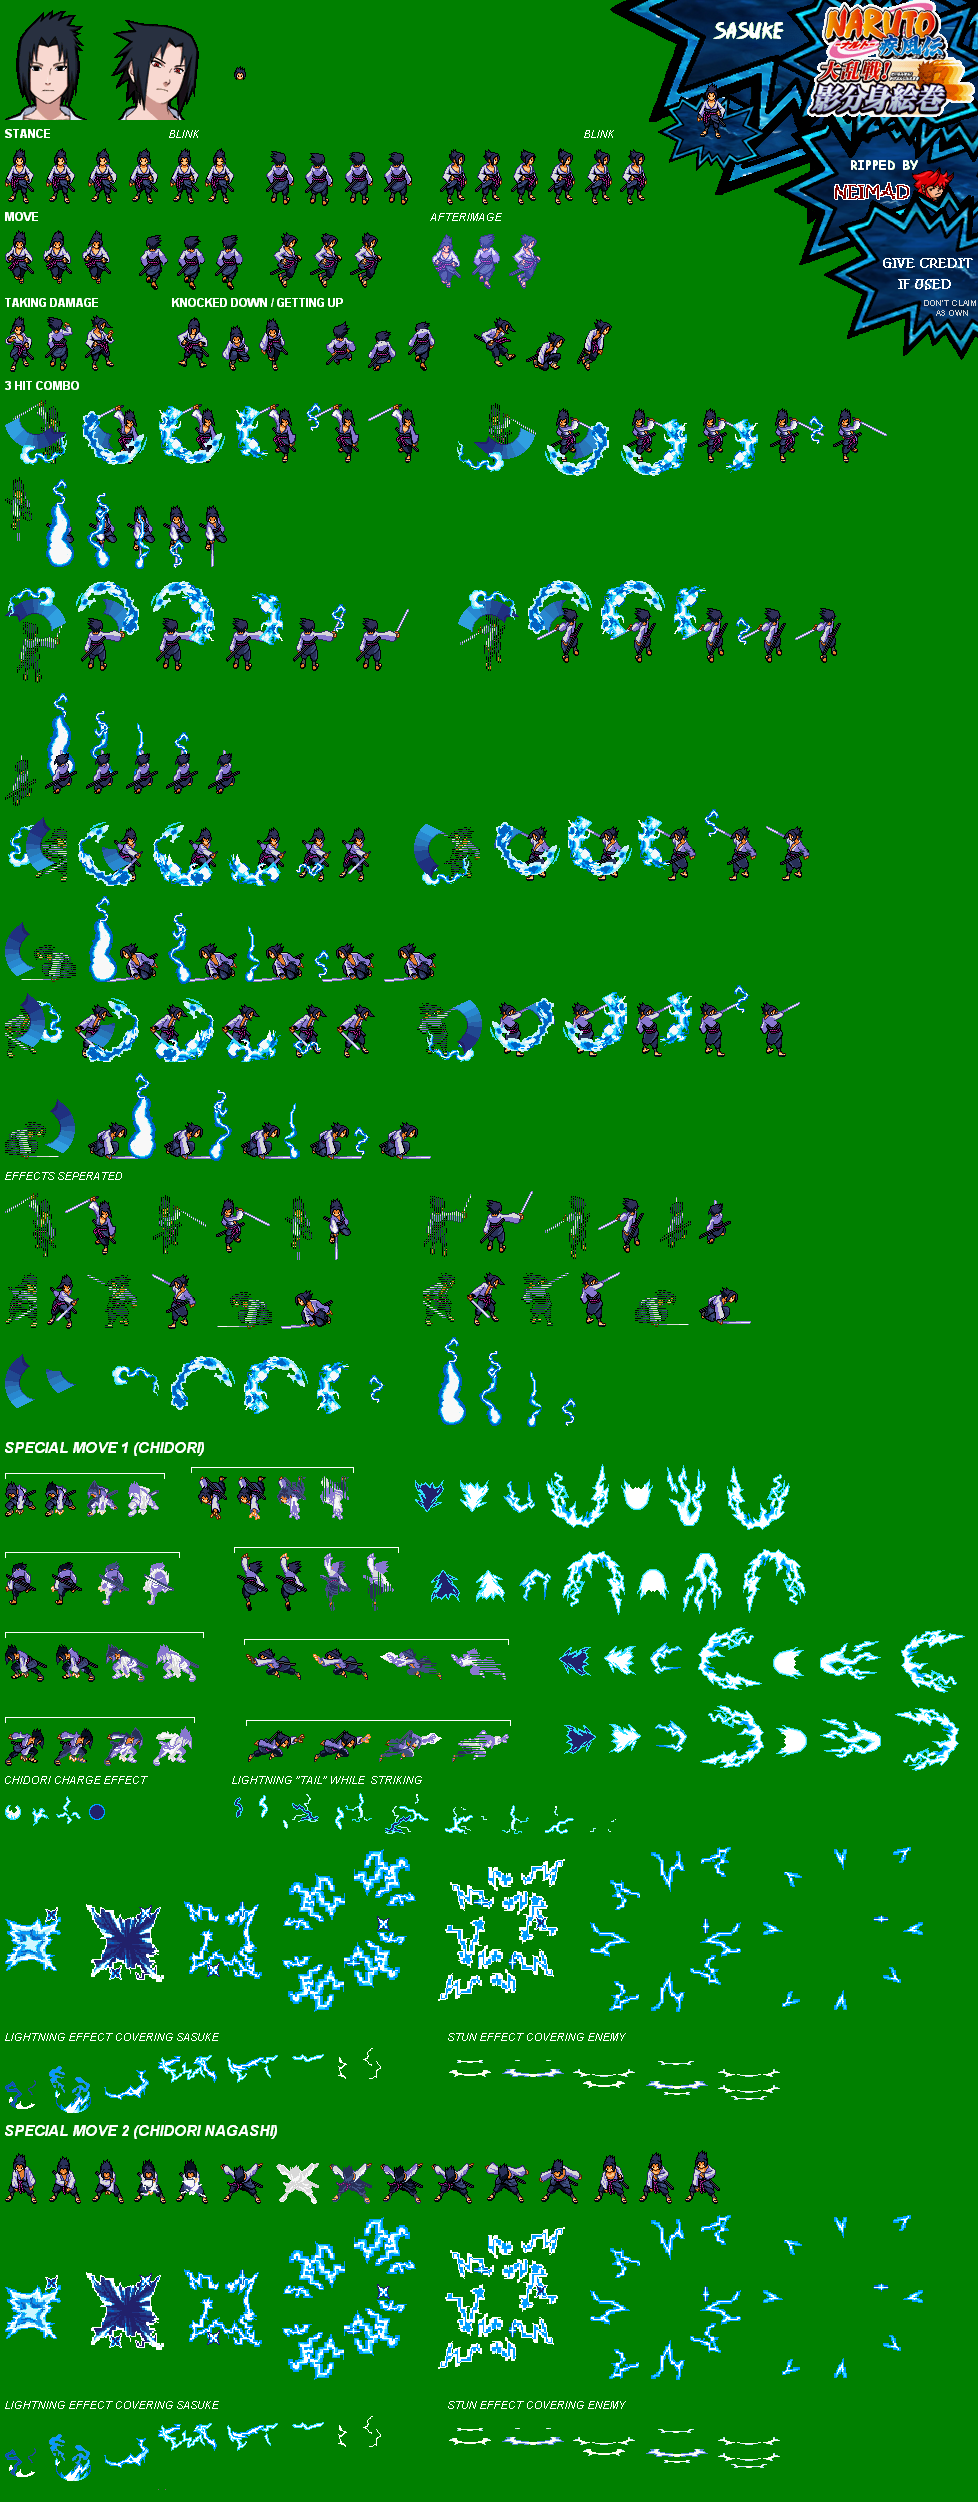 SASUKE
NARUTO
ナルト
疾風伝
大乱戦!
影分身絵巻
STANCE
BLINK
BLINK
RIPPED BY
NEIMAD
MOVE
AFTERIMAGE
GIVE CREDIT
IF USED
DON'T CLAIM
AS OWN
TAKING DAMAGE
KNOCKED DOWN / GETTING UP
3 HIT COMBO
EFFECTS SEPERATED
SPECIAL MOVE 1 (CHIDORI)
CHIDORI CHARGE EFFECT
LIGHTNING "TAIL" WHILE STRIKING
LIGHTNING EFFECT COVERING SASUKE
STUN EFFECT COVERING ENEMY
SPECIAL MOVE 2 (CHIDORI NAGASHI)
LIGHTNING EFFECT COVERING SASUKE
STUN EFFECT COVERING ENEMY